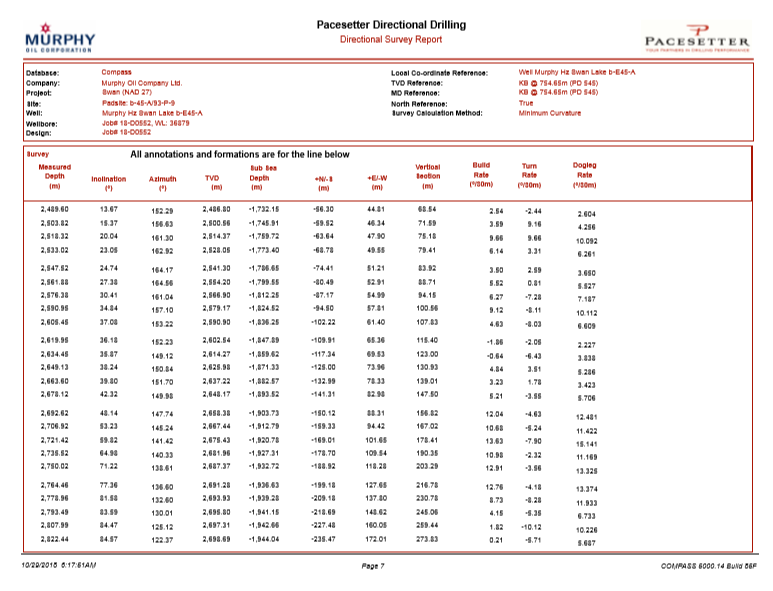 MURPHY
OIL CORPORATION
Pacesetter Directional Drilling
Directional Survey Report
PACESETTER
Database: Compass Local Co-ordinate Reference: Well Murphy Hz Swan Lake b-E45-A
Company: Murphy Oil Company Ltd. TVD Reference: KB @ 754.65m (PD 545)
Project: Swan (NAD 27) MD Reference: KB @ 754.65m (PD 545)
Site: Padsite: b-45-A/93-P-9 North Reference: True
Well: Murphy Hz Swan Lake b-E45-A Survey Calculation Method: Minimum Curvature
Wellbore: Job# 18-D0552, WL: 36879
Design: Job# 18-D0552
Survey All annotations and formations are for the line below
Measured Depth (m) Inclination (°) Azimuth (°) TVD (m) Sub Sea Depth (m) +N/-S (m) +E/-W (m) Vertical Section (m) Build Rate (°/30m) Turn Rate (°/30m) Dogleg Rate (°/30m)
2,489.60 13.67 152.29 2,486.80 -1,732.15 -56.30 44.81 68.54 2.54 -2.44 2.604
2,503.82 15.37 156.63 2,500.56 -1,745.91 -59.52 46.34 71.59 3.59 9.16 4.256
2,518.32 20.04 161.30 2,514.37 -1,759.72 -63.64 47.90 75.18 9.66 9.66 10.092
2,533.02 23.05 162.92 2,528.05 -1,773.40 -68.78 49.55 79.41 6.14 3.31 6.261
2,547.52 24.74 164.17 2,541.30 -1,786.65 -74.41 51.21 83.92 3.50 2.59 3.650
2,561.88 27.38 164.56 2,554.20 -1,799.55 -80.49 52.91 88.71 5.52 0.81 5.527
2,576.38 30.41 161.04 2,566.90 -1,812.25 -87.17 54.99 94.15 6.27 -7.28 7.187
2,590.95 34.84 157.10 2,579.17 -1,824.52 -94.50 57.81 100.56 9.12 -8.11 10.112
2,605.45 37.08 153.22 2,590.90 -1,836.25 -102.22 61.40 107.83 4.63 -8.03 6.609
2,619.95 36.18 152.23 2,602.54 -1,847.89 -109.91 65.36 115.40 -1.86 -2.05 2.227
2,634.45 35.87 149.12 2,614.27 -1,859.62 -117.34 69.53 123.00 -0.64 -6.43 3.838
2,649.13 38.24 150.84 2,625.98 -1,871.33 -125.00 73.96 130.93 4.84 3.51 5.286
2,663.60 39.80 151.70 2,637.22 -1,882.57 -132.99 78.33 139.01 3.23 1.78 3.423
2,678.12 42.32 149.98 2,648.17 -1,893.52 -141.31 82.98 147.50 5.21 -3.55 5.706
2,692.62 48.14 147.74 2,658.38 -1,903.73 -150.12 88.31 156.82 12.04 -4.63 12.481
2,706.92 53.23 145.24 2,667.44 -1,912.79 -159.33 94.42 167.02 10.68 -5.24 11.422
2,721.42 59.82 141.42 2,675.43 -1,920.78 -169.01 101.65 178.41 13.63 -7.90 15.141
2,735.52 64.98 140.33 2,681.96 -1,927.31 -178.70 109.54 190.35 10.98 -2.32 11.169
2,750.02 71.22 138.61 2,687.37 -1,932.72 -188.92 118.28 203.29 12.91 -3.56 13.325
2,764.46 77.36 136.60 2,691.28 -1,936.63 -199.18 127.65 216.78 12.76 -4.18 13.374
2,778.96 81.58 132.60 2,693.93 -1,939.28 -209.18 137.80 230.78 8.73 -8.28 11.933
2,793.49 83.59 130.01 2,695.80 -1,941.15 -218.69 148.62 245.06 4.15 -5.35 6.733
2,807.99 84.47 125.12 2,697.31 -1,942.66 -227.48 160.05 259.44 1.82 -10.12 10.226
2,822.44 84.57 122.37 2,698.69 -1,944.04 -235.47 172.01 273.83 0.21 -5.71 5.687
10/29/2015 5:17:51AM Page 7 COMPASS 5000.14 Build 56F